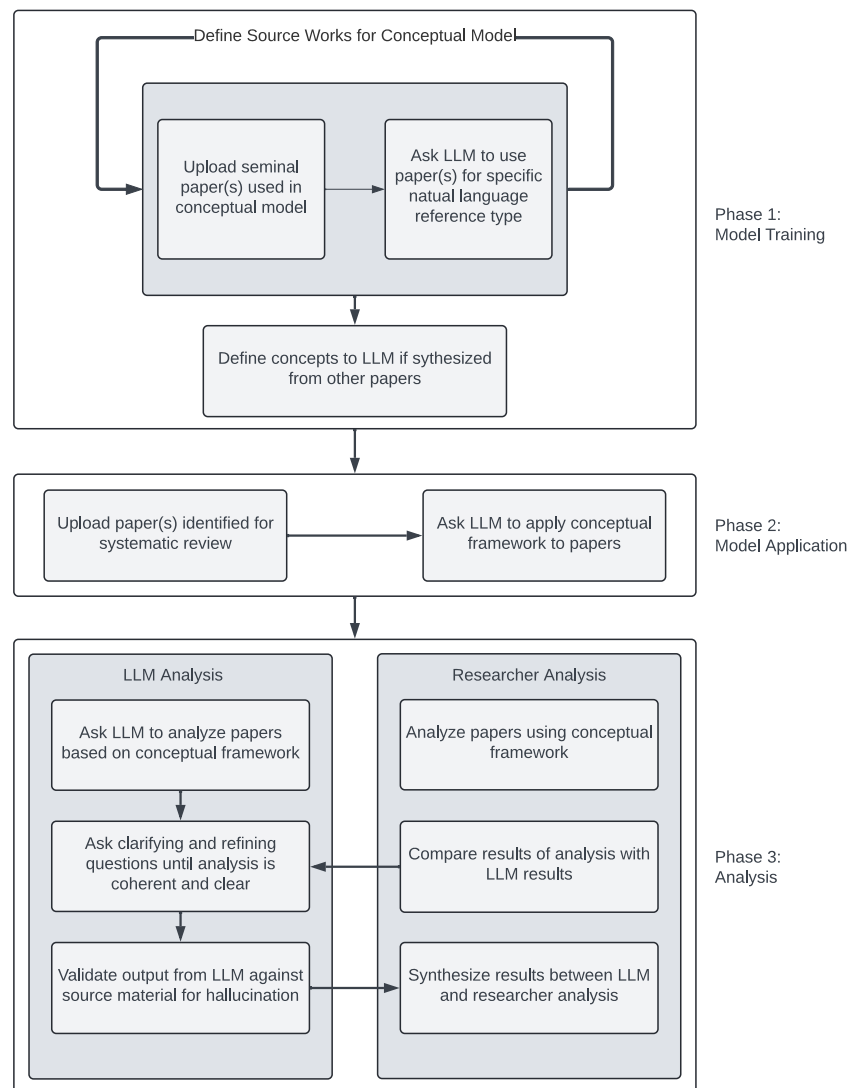 Define Source Works for Conceptual Model
Upload seminal
paper(s) used in
conceptual model
Ask LLM to use
paper(s) for specific
natual language
reference type
Phase 1:
Model Training
Define concepts to LLM if sythesized
from other papers
Upload paper(s) identified for
systematic review
Ask LLM to apply conceptual
framework to papers
Phase 2:
Model Application
LLM Analysis
Researcher Analysis
Ask LLM to analyze papers
based on conceptual framework
Analyze papers using conceptual
framework
Ask clarifying and refining
questions until analysis is
coherent and clear
Compare results of analysis with
LLM results
Phase 3:
Analysis
Validate output from LLM against
source material for hallucination
Synthesize results between LLM
and researcher analysis